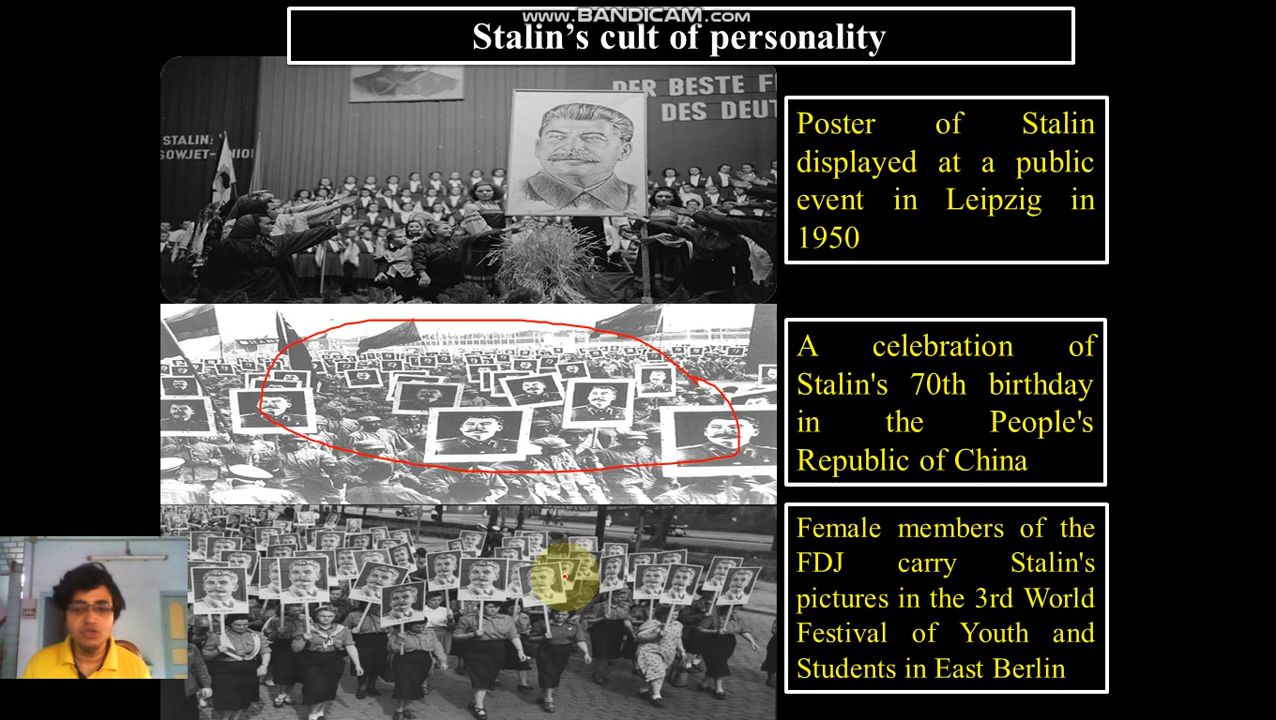 www.BANDICAM.com
Stalin's cult of personality
DER BESTE F
DES DEUT
STALIN:
SOWJET-UNION
Poster of Stalin
displayed at a public
event in Leipzig in
1950
A celebration of
Stalin's 70th birthday
in the People's
Republic of China
Female members of the
FDJ carry Stalin's
pictures in the 3rd World
Festival of Youth and
Students in East Berlin